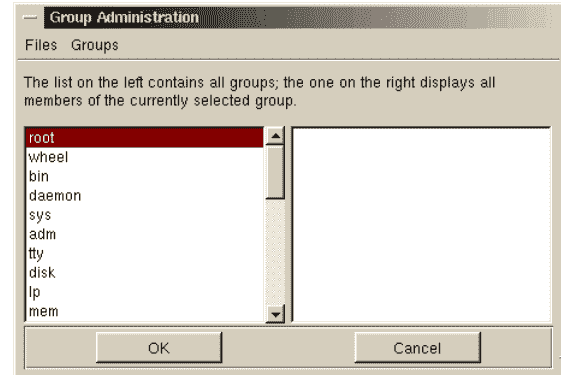 Group Administration
Files Groups
The list on the left contains all groups; the one on the right displays all
members of the currently selected group.
root
wheel
bin
daemon
sys
adm
tty
disk
lp
mem
OK Cancel